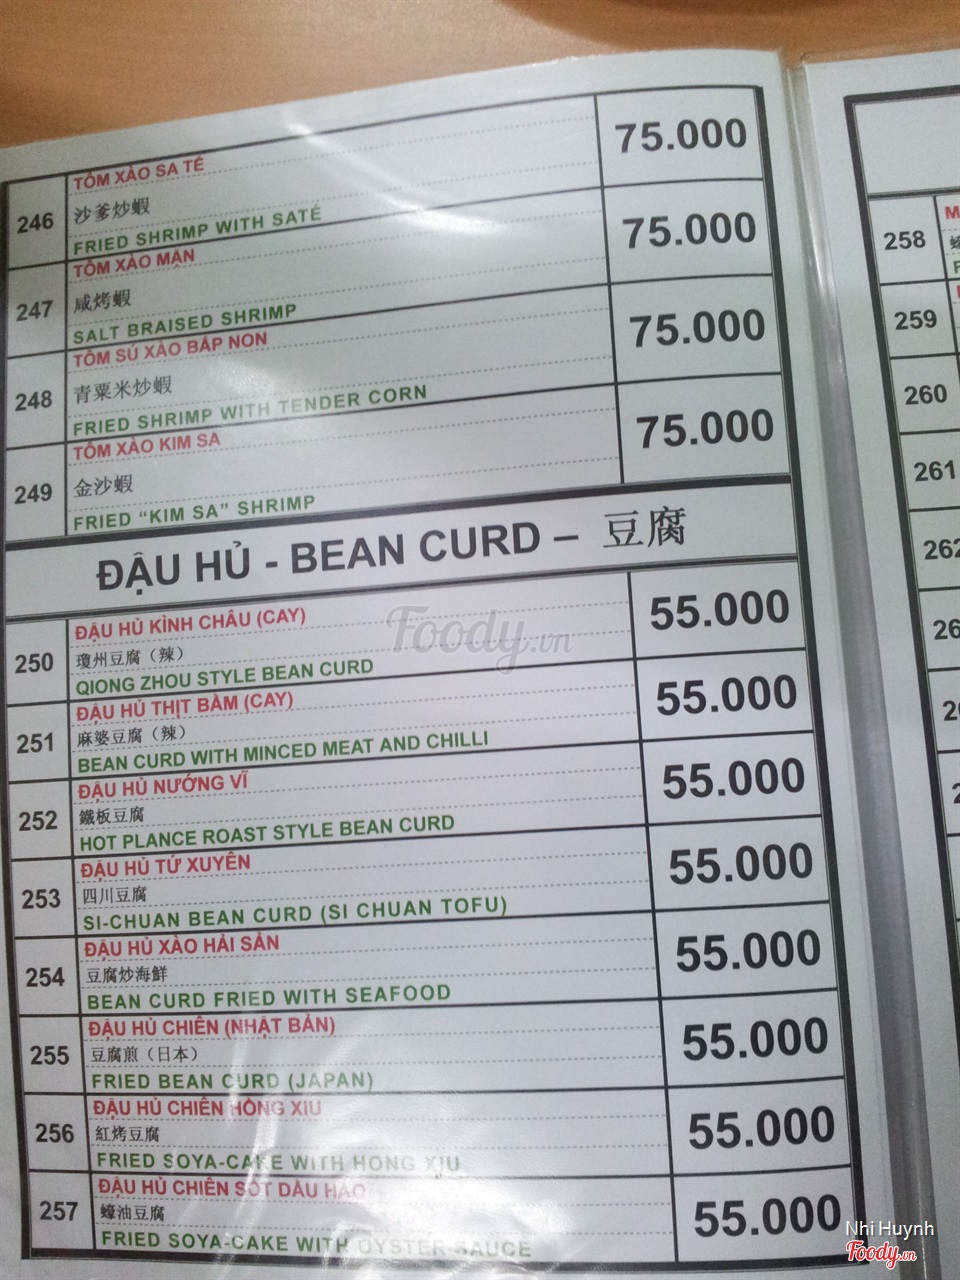 246
TÔM XÀO SA TẾ
沙爹炒蝦
FRIED SHRIMP WITH SATÉ
75.000
247
TÔM XÀO MẶN
咸烤蝦
SALT BRAISED SHRIMP
75.000
248
TÔM SÚ XÀO BẮP NON
青粟米炒蝦
FRIED SHRIMP WITH TENDER CORN
75.000
249
TÔM XÀO KIM SA
金沙蝦
FRIED “KIM SA” SHRIMP
75.000
ĐẬU HỦ - BEAN CURD – 豆腐
250
ĐẬU HỦ KÌNH CHÂU (CAY)
瓊州豆腐（辣）
QIONG ZHOU STYLE BEAN CURD
55.000
251
ĐẬU HỦ THỊT BẰM (CAY)
麻婆豆腐（辣）
BEAN CURD WITH MINCED MEAT AND CHILLI
55.000
252
ĐẬU HỦ NƯỚNG VĨ
鐵板豆腐
HOT PLANCE ROAST STYLE BEAN CURD
55.000
253
ĐẬU HỦ TỨ XUYÊN
四川豆腐
SI-CHUAN BEAN CURD (SI CHUAN TOFU)
55.000
254
ĐẬU HỦ XÀO HẢI SẢN
豆腐炒海鮮
BEAN CURD FRIED WITH SEAFOOD
55.000
255
ĐẬU HỦ CHIÊN (NHẬT BẢN)
豆腐煎（日本）
FRIED BEAN CURD (JAPAN)
55.000
256
ĐẬU HỦ CHIÊN HỒNG XIU
紅烤豆腐
FRIED SOYA-CAKE WITH HONG XIU
55.000
257
ĐẬU HỦ CHIÊN SỐT DẦU HÀO
蠔油豆腐
FRIED SOYA-CAKE WITH OYSTER SAUCE
55.000
258
259
260
261
Foody.vn
Nhi Huynh
Foody.vn